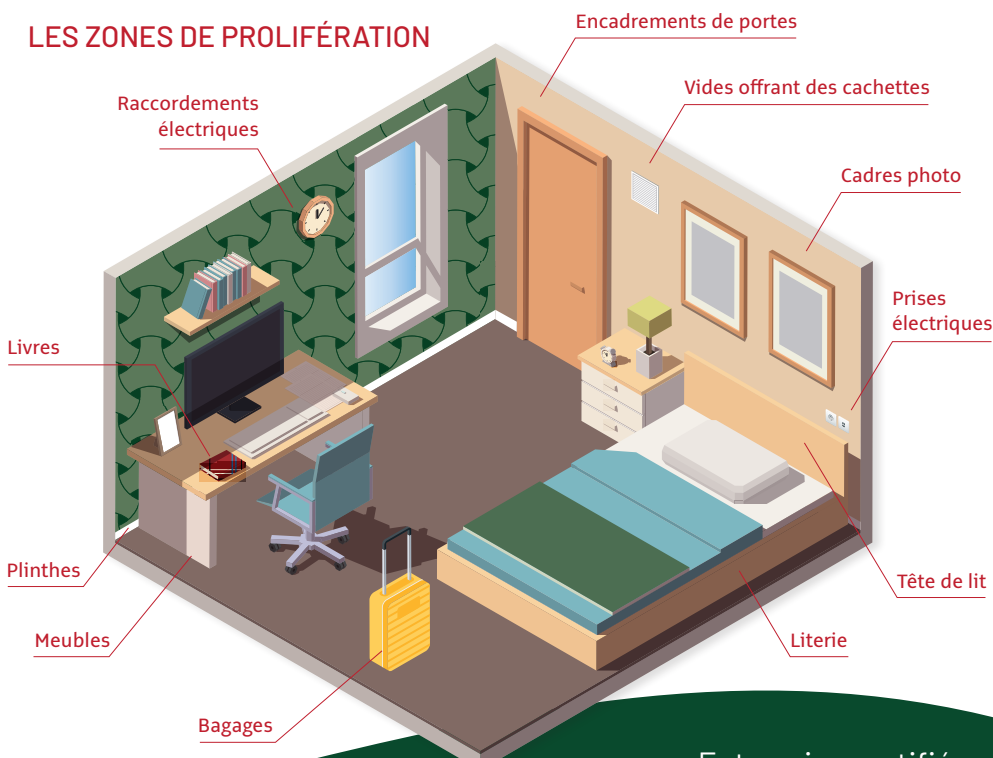 LES ZONES DE PROLIFÉRATION
Encadrements de portes
Vides offrant des cachettes
Raccordements
électriques
Cadres photo
Prises
électriques
Livres
Plinthes
Tête de lit
Meubles
Literie
Bagages